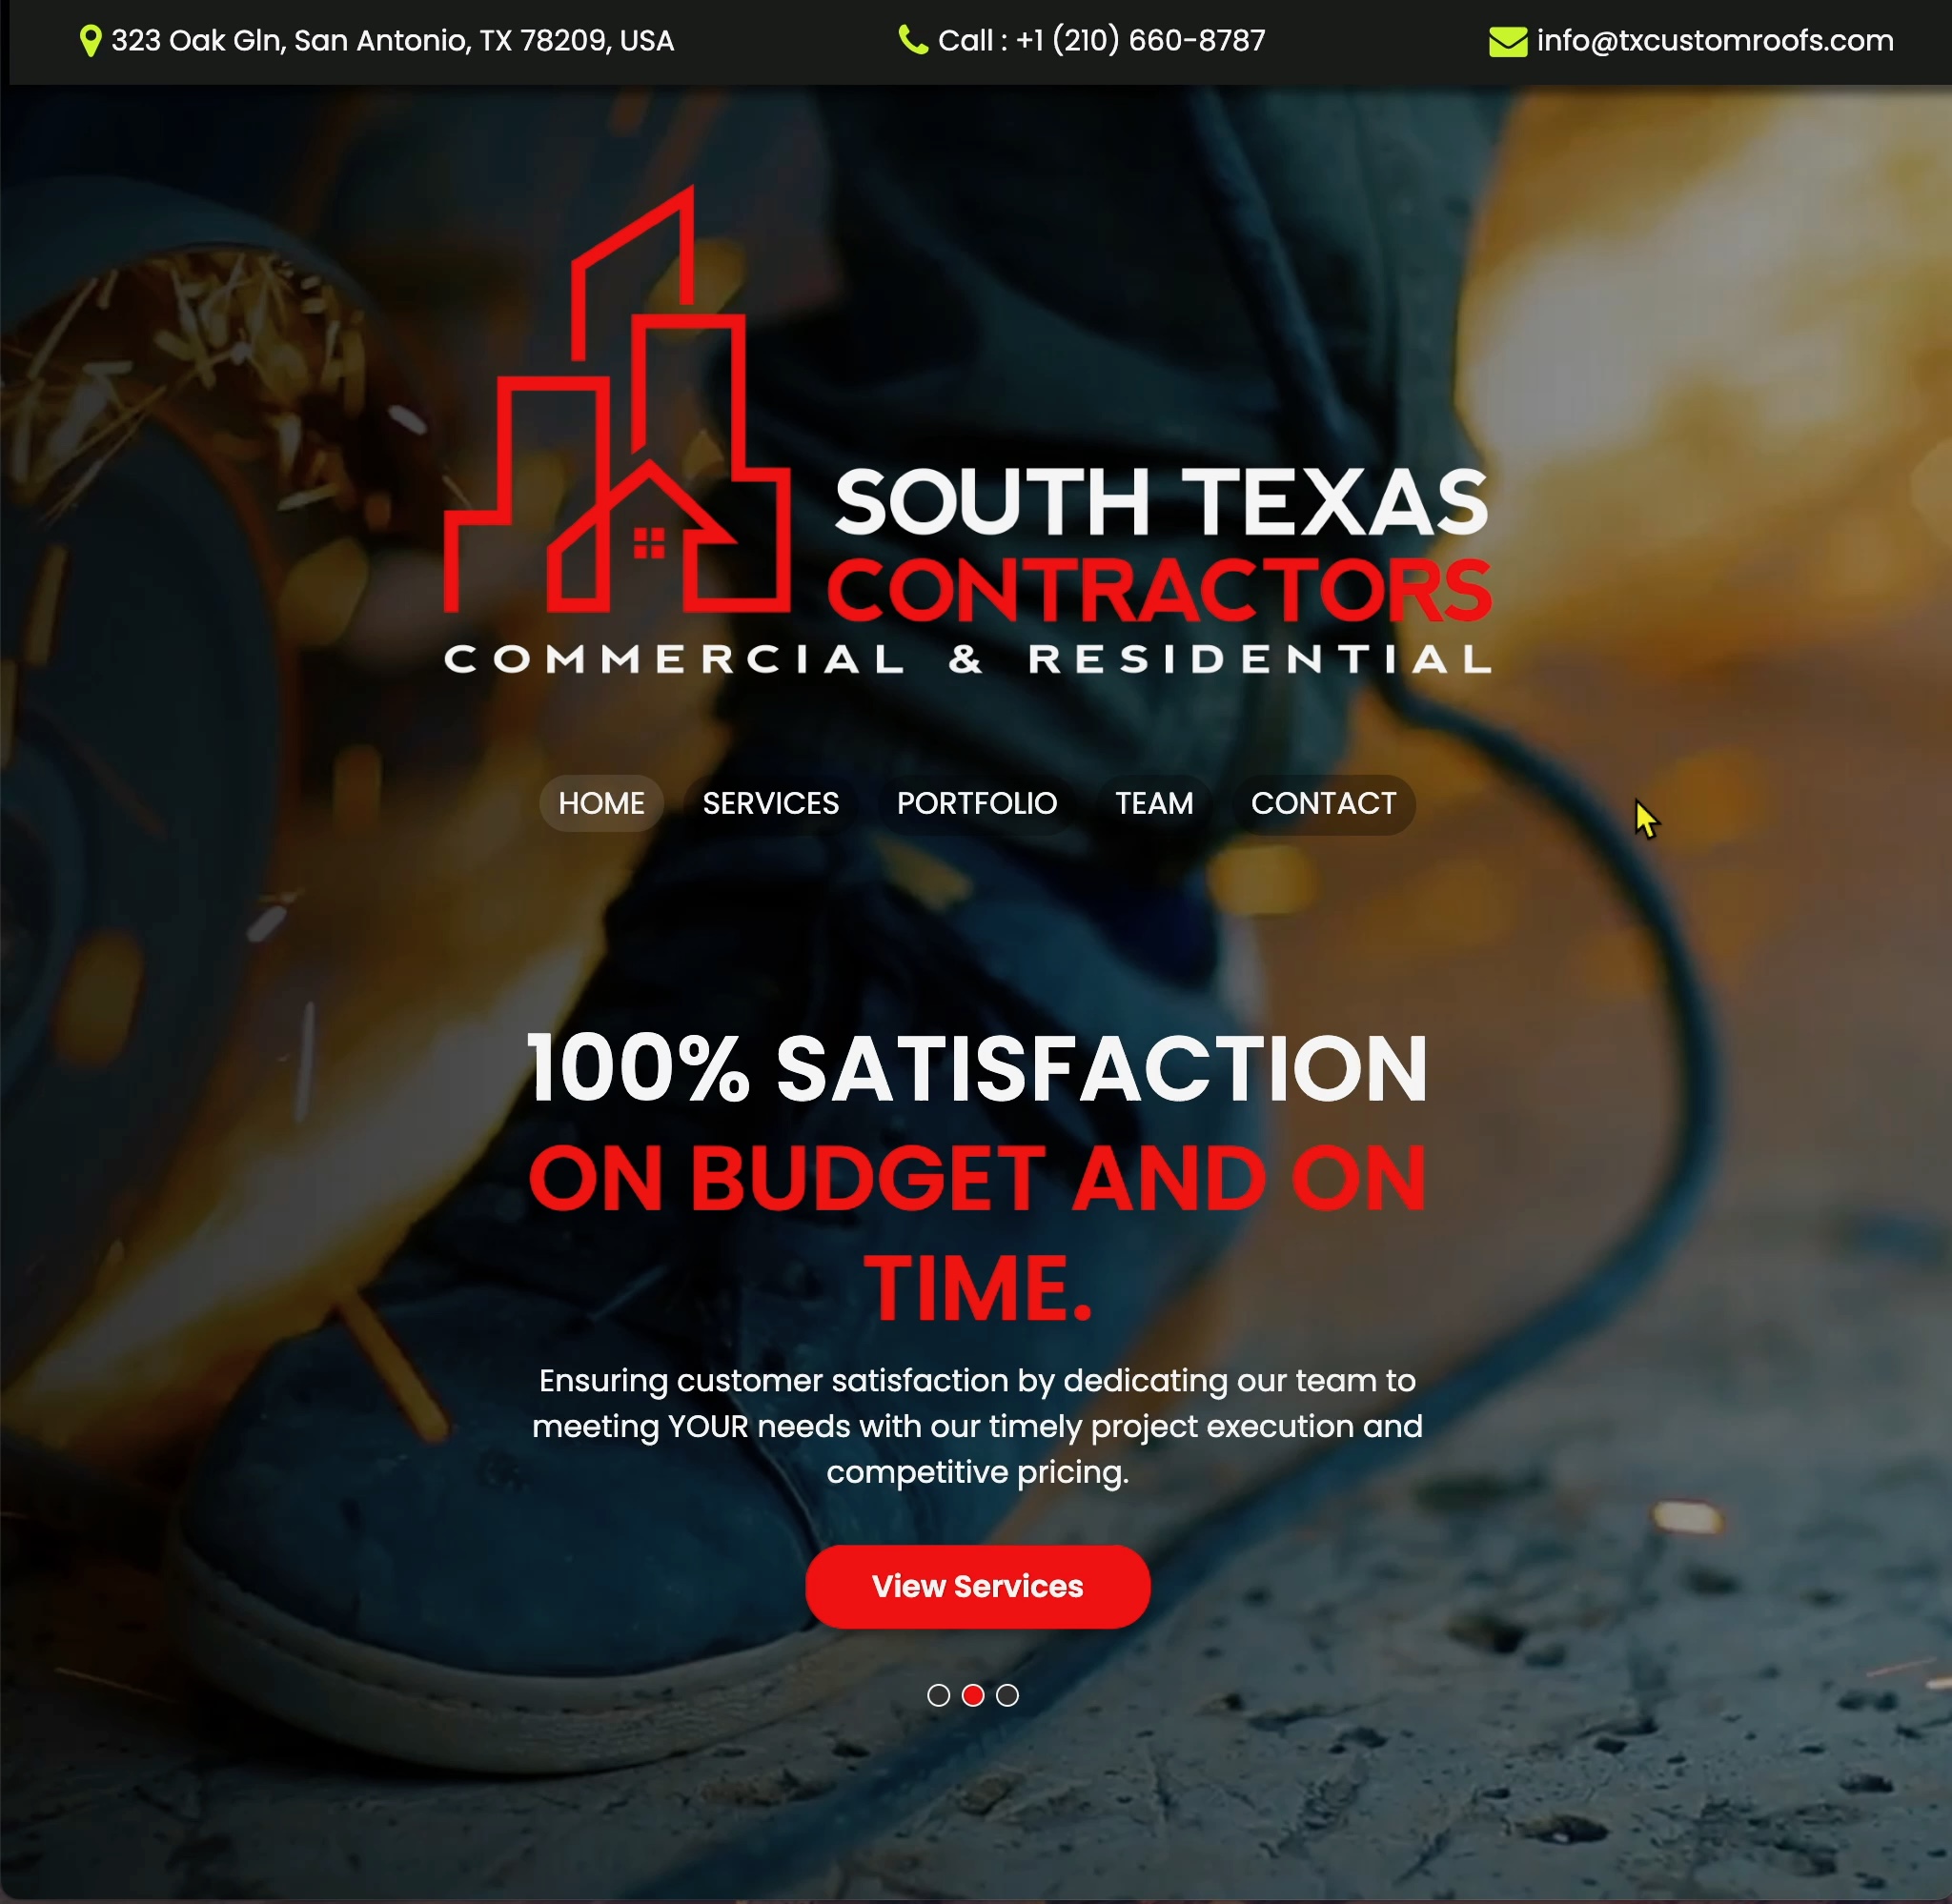 323 Oak Gln, San Antonio, TX 78209, USA
Call : +1 (210) 660-8787
info@txcustomroofs.com
SOUTH TEXAS
CONTRACTORS
COMMERCIAL & RESIDENTIAL
HOME SERVICES PORTFOLIO TEAM CONTACT
100% SATISFACTION
ON BUDGET AND ON
TIME.
Ensuring customer satisfaction by dedicating our team to
meeting YOUR needs with our timely project execution and
competitive pricing.
View Services